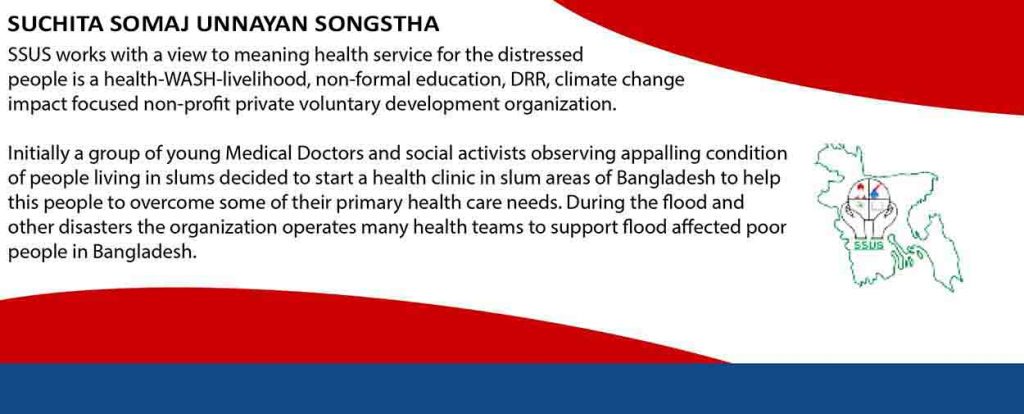 SUCHITA SOMAJ UNNAYAN SONGSTHA
SSUS works with a view to meaning health service for the distressed
people is a health-WASH-livelihood, non-formal education, DRR, climate change
impact focused non-profit private voluntary development organization.
Initially a group of young Medical Doctors and social activists observing appalling condition
of people living in slums decided to start a health clinic in slum areas of Bangladesh to help
this people to overcome some of their primary health care needs. During the flood and
other disasters the organization operates many health teams to support flood affected poor
people in Bangladesh.
SSUS